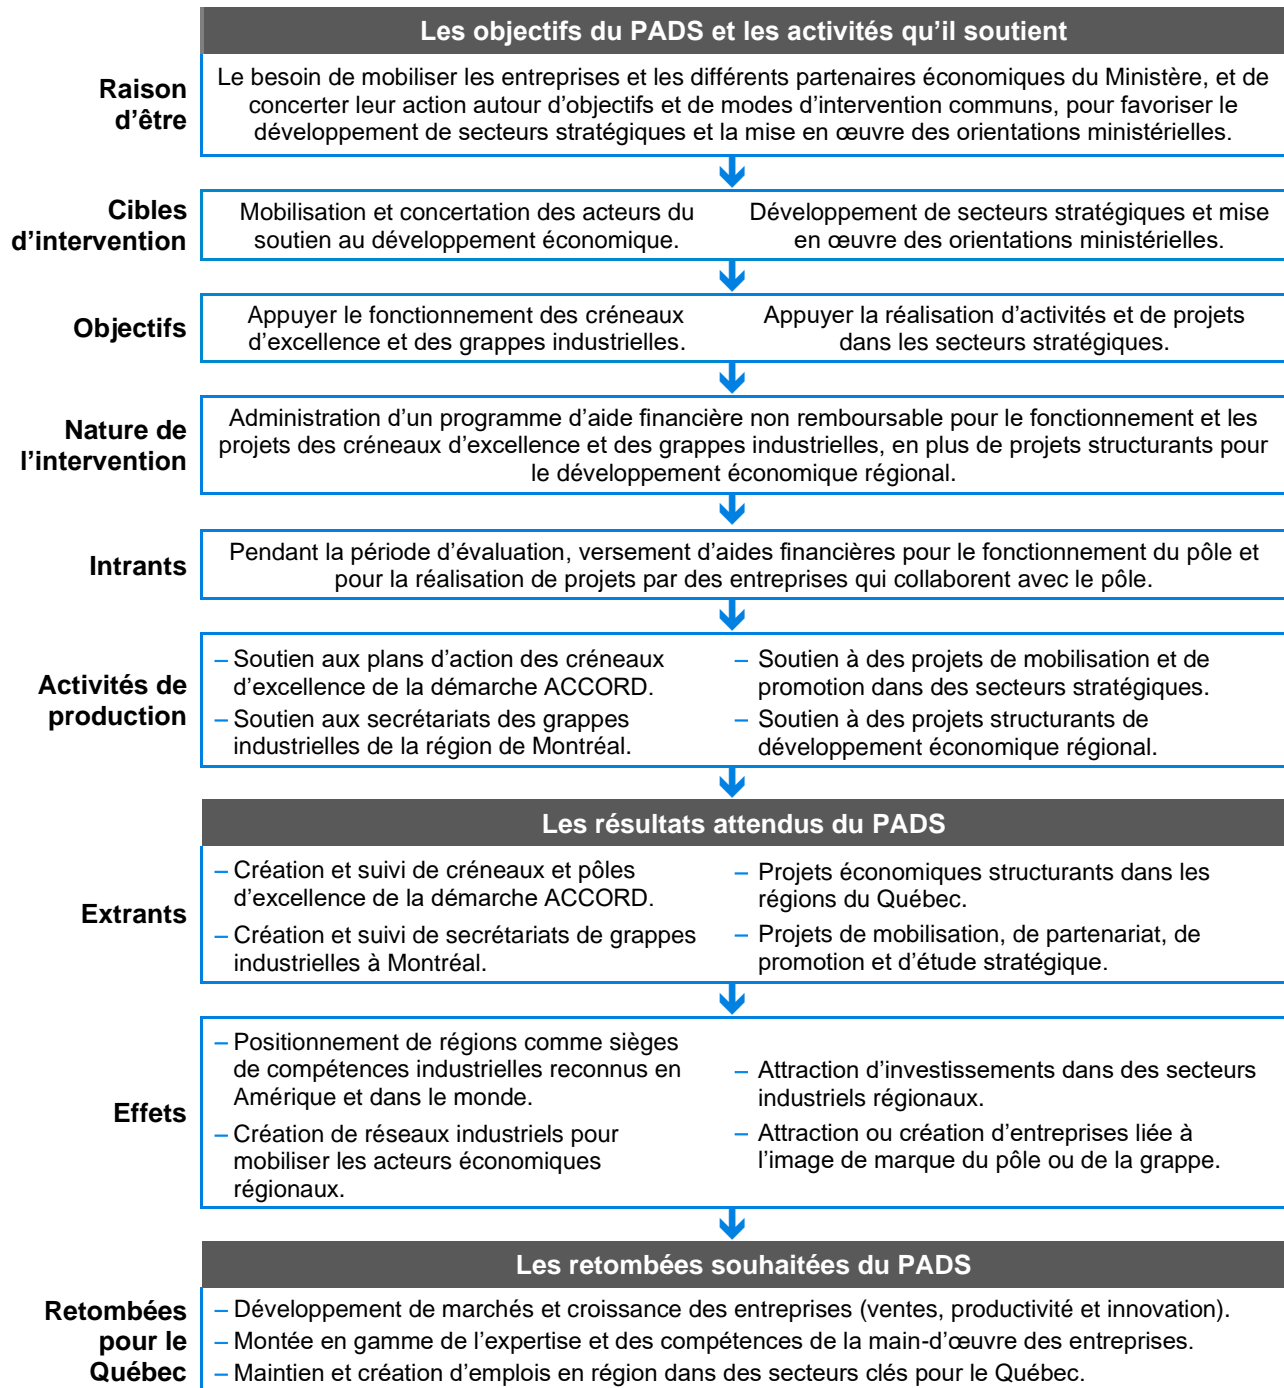 Les objectifs du PADS et les activités qu’il soutient
Raison
d’être
Le besoin de mobiliser les entreprises et les différents partenaires économiques du Ministère, et de
concerter leur action autour d’objectifs et de modes d’intervention communs, pour favoriser le
développement de secteurs stratégiques et la mise en œuvre des orientations ministérielles.
Cibles
d’intervention
Mobilisation et concertation des acteurs du
soutien au développement économique.
Développement de secteurs stratégiques et mise
en œuvre des orientations ministérielles.
Objectifs
Appuyer le fonctionnement des créneaux
d’excellence et des grappes industrielles.
Appuyer la réalisation d’activités et de projets
dans les secteurs stratégiques.
Nature de
l’intervention
Administration d’un programme d’aide financière non remboursable pour le fonctionnement et les
projets des créneaux d’excellence et des grappes industrielles, en plus de projets structurants pour
le développement économique régional.
Intrants
Pendant la période d’évaluation, versement d’aides financières pour le fonctionnement du pôle et
pour la réalisation de projets par des entreprises qui collaborent avec le pôle.
Activités de
production
– Soutien aux plans d’action des créneaux
d’excellence de la démarche ACCORD.
– Soutien aux secrétariats des grappes
industrielles de la région de Montréal.
– Soutien à des projets de mobilisation et de
promotion dans des secteurs stratégiques.
– Soutien à des projets structurants de
développement économique régional.
Les résultats attendus du PADS
Extrants
– Création et suivi de créneaux et pôles
d’excellence de la démarche ACCORD.
– Création et suivi de secrétariats de grappes
industrielles à Montréal.
– Projets économiques structurants dans les
régions du Québec.
– Projets de mobilisation, de partenariat, de
promotion et d’étude stratégique.
Effets
– Positionnement de régions comme sièges
de compétences industrielles reconnus en
Amérique et dans le monde.
– Création de réseaux industriels pour
mobiliser les acteurs économiques
régionaux.
– Attraction d’investissements dans des secteurs
industriels régionaux.
– Attraction ou création d’entreprises liée à
l’image de marque du pôle ou de la grappe.
Les retombées souhaitées du PADS
Retombées
pour le
Québec
– Développement de marchés et croissance des entreprises (ventes, productivité et innovation).
– Montée en gamme de l’expertise et des compétences de la main-d’œuvre des entreprises.
– Maintien et création d’emplois en région dans des secteurs clés pour le Québec.